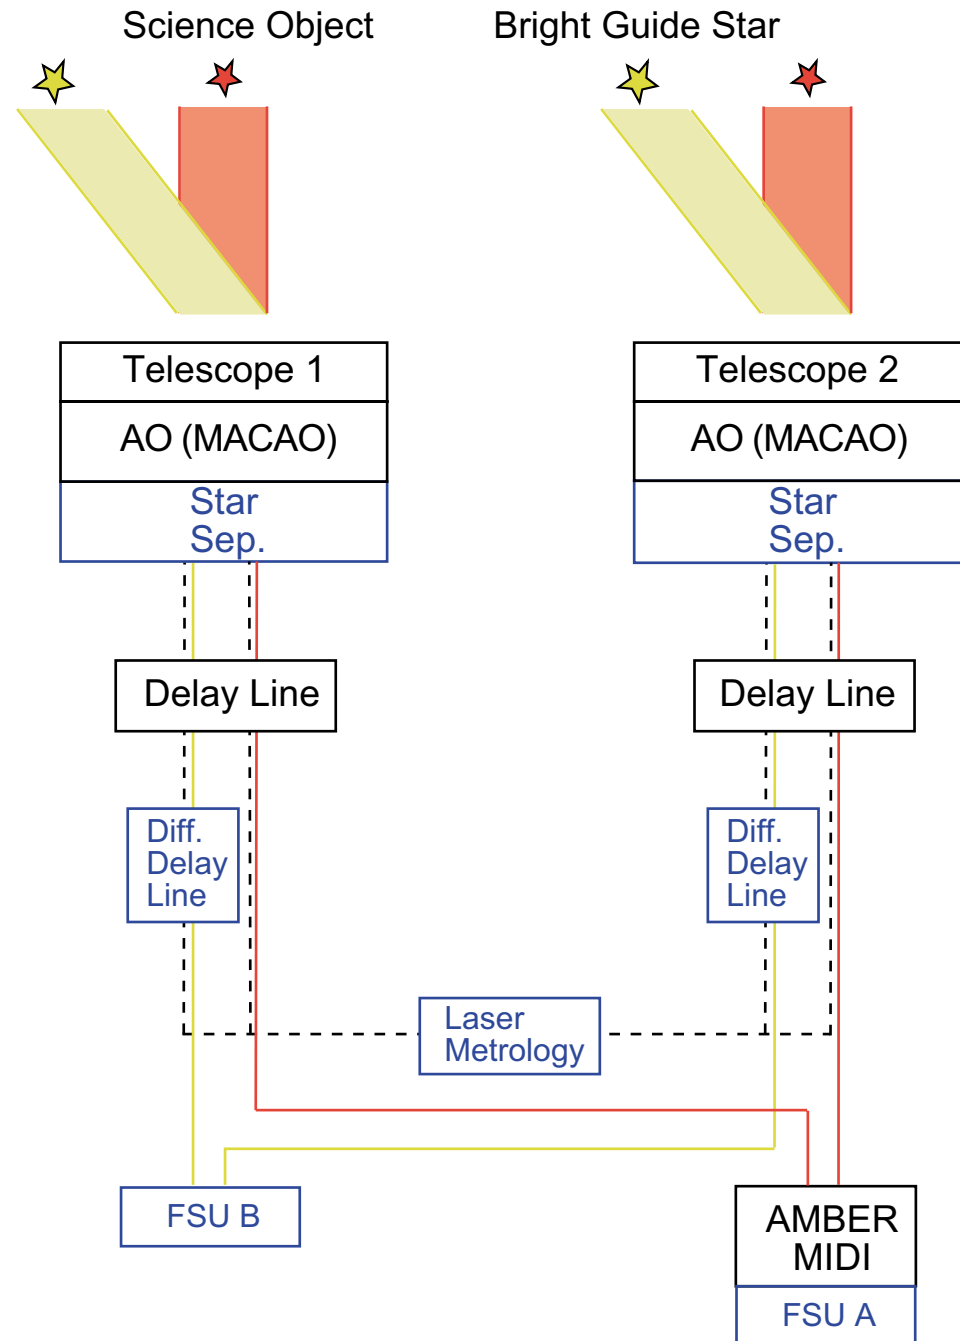 Science Object
Bright Guide Star
Telescope 1
Telescope 2
AO (MACAO)
AO (MACAO)
Star
Sep.
Star
Sep.
Delay Line
Delay Line
Diff.
Delay
Line
Diff.
Delay
Line
Laser
Metrology
FSU B
AMBER
MIDI
FSU A